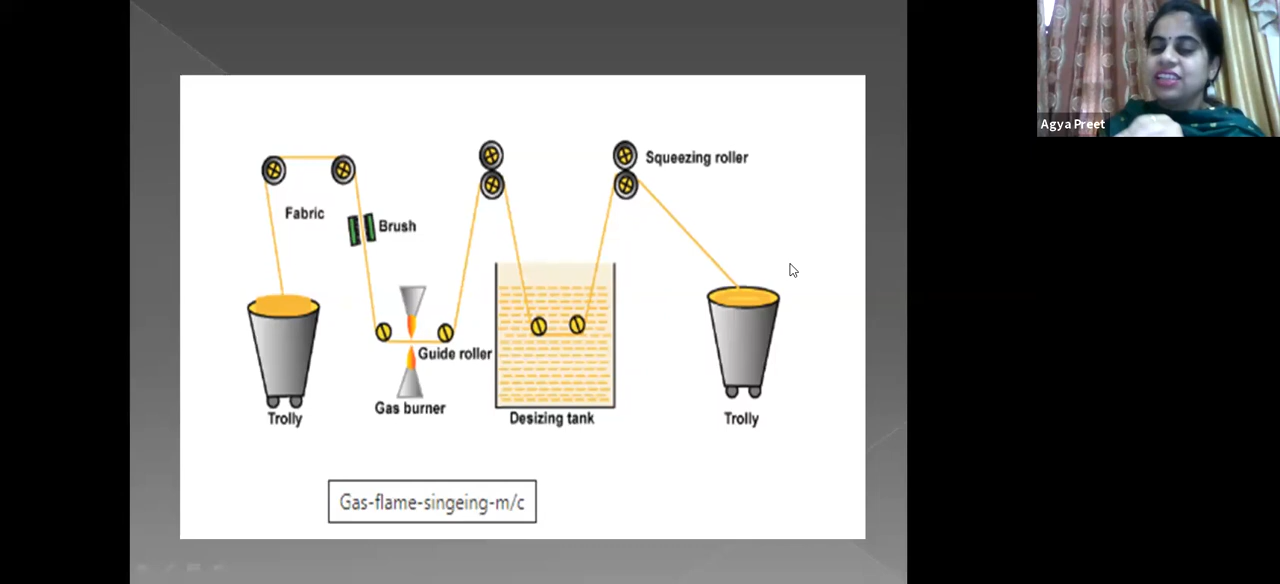 Agya Preet
Squeezing roller
Fabric
Brush
Guide roller
Gas burner
Trolly
Desizing tank
Trolly
Gas-flame-singeing-m/c